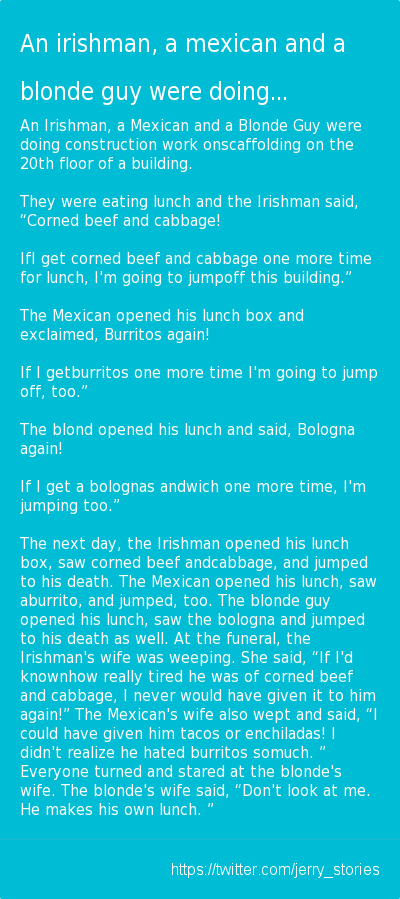 An irishman, a mexican and a
blonde guy were doing...
An Irishman, a Mexican and a Blonde Guy were
doing construction work onscaffolding on the
20th floor of a building.
They were eating lunch and the Irishman said,
“Corned beef and cabbage!
IfI get corned beef and cabbage one more time
for lunch, I'm going to jumpoff this building.”
The Mexican opened his lunch box and
exclaimed, Burritos again!
If I getburritos one more time I'm going to jump
off, too.”
The blond opened his lunch and said, Bologna
again!
If I get a bolognas andwich one more time, I'm
jumping too.”
The next day, the Irishman opened his lunch
box, saw corned beef andcabbage, and jumped
to his death. The Mexican opened his lunch, saw
aburrito, and jumped, too. The blonde guy
opened his lunch, saw the bologna and jumped
to his death as well. At the funeral, the
Irishman's wife was weeping. She said, “If I'd
knownhow really tired he was of corned beef
and cabbage, I never would have given it to him
again!” The Mexican's wife also wept and said, “I
could have given him tacos or enchiladas! I
didn't realize he hated burritos somuch. ”
Everyone turned and stared at the blonde's
wife. The blonde's wife said, “Don't look at me.
He makes his own lunch. ”
https://twitter.com/jerry_stories